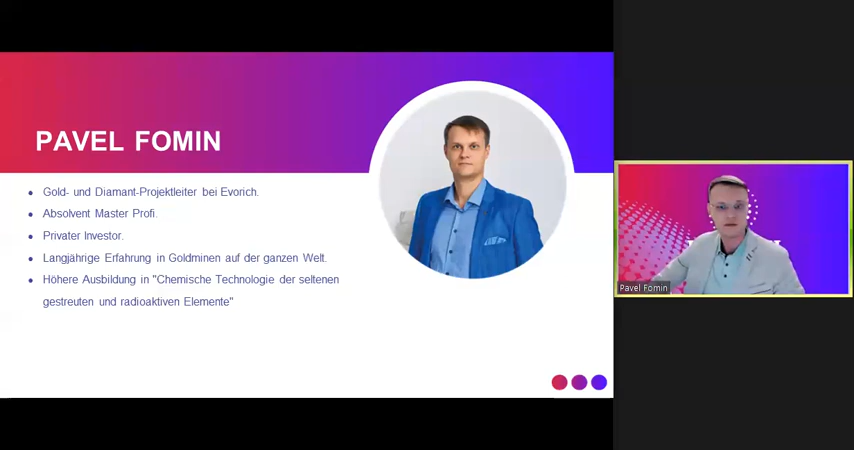 PAVEL FOMIN
Gold- und Diamant-Projektleiter bei Evorich.
Absolvent Master Profi.
Privater Investor.
Langjährige Erfahrung in Goldminen auf der ganzen Welt.
Höhere Ausbildung in "Chemische Technologie der seltenen
gestreuten und radioaktiven Elemente"
Pavel Fomin